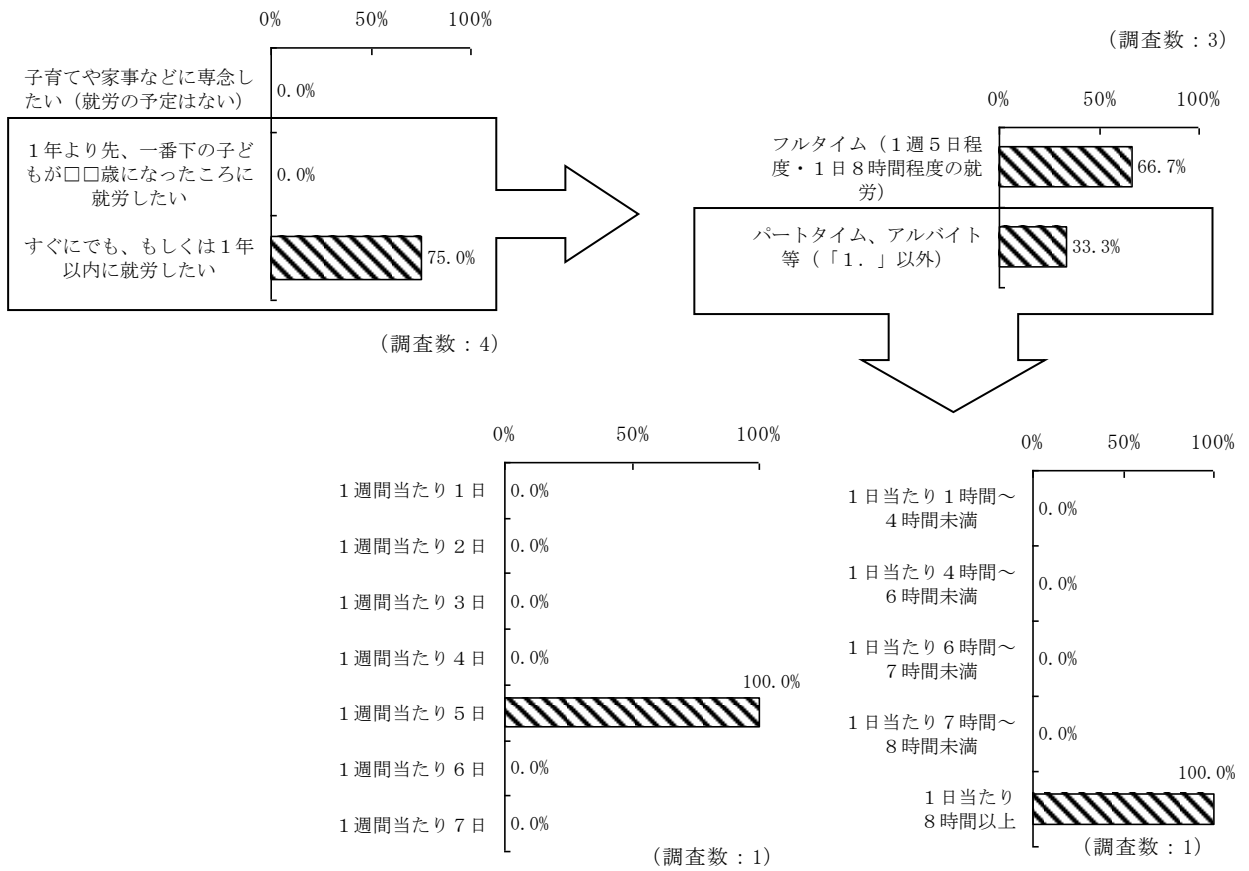 0% 50% 100%
子育てや家事などに専念し
たい（就労の予定はない）
0.0%
１年より先、一番下の子ど
もが□□歳になったころに
就労したい
0.0%
すぐにでも、もしくは１年
以内に就労したい
75.0%
（調査数：4）
（調査数：3）
0% 50% 100%
フルタイム（１週５日程
度・１日８時間程度の就
労）
66.7%
パートタイム、アルバイト
等（「１．」以外）
33.3%
0% 50% 100%
１週間当たり１日 0.0%
１週間当たり２日 0.0%
１週間当たり３日 0.0%
１週間当たり４日 0.0%
100.0%
１週間当たり５日
１週間当たり６日 0.0%
１週間当たり７日 0.0%
（調査数：1）
0% 50% 100%
１日当たり１時間～
４時間未満
0.0%
１日当たり４時間～
６時間未満
0.0%
１日当たり６時間～
７時間未満
0.0%
１日当たり７時間～
８時間未満
0.0%
100.0%
１日当たり
８時間以上
（調査数：1）